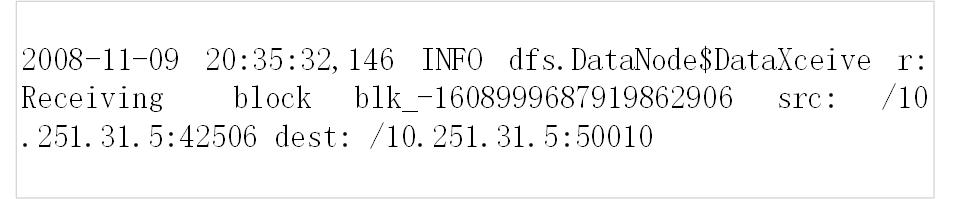 2008-11-09 20:35:32,146 INFO dfs.DataNode$DataXceive r:
Receiving block blk_-1608999687919862906 src: /10
.251.31.5:42506 dest: /10.251.31.5:50010